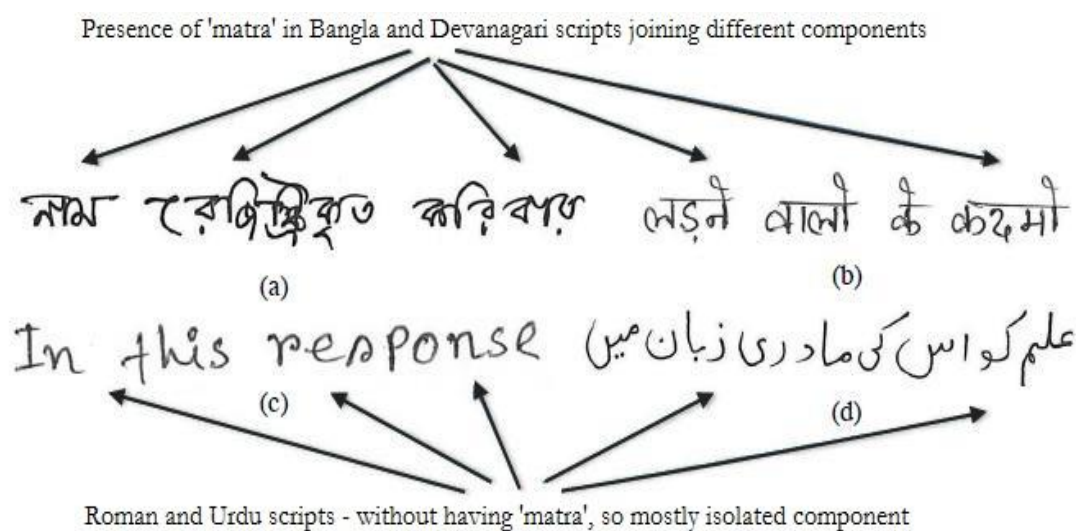 Presence of 'matra' in Bangla and Devanagari scripts joining different components
নাম রেজিস্ট্রিকৃত করিবার लड़ने वालो के कदमो
(a) (b)
In this response علم کو اس کی مادری زبان میں
(c) (d)
Roman and Urdu scripts - without having 'matra', so mostly isolated component